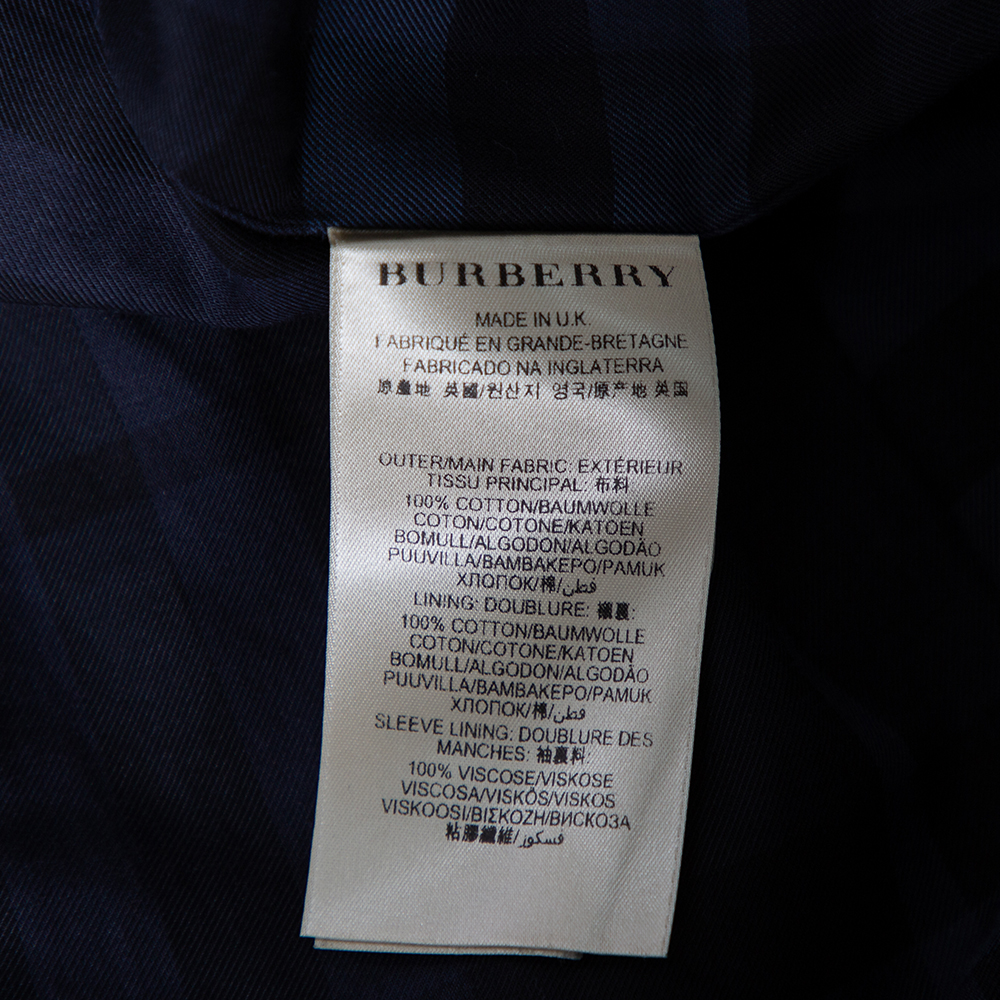 BURBERRY
MADE IN U.K.
FABRIQUÉ EN GRANDE-BRETAGNE
FABRICADO NA INGLATERRA
原產地 英國/원산지 영국/原产地 英国
OUTER/MAIN FABRIC: EXTÉRIEUR
TISSU PRINCIPAL: 布料
100% COTTON/BAUMWOLLE
COTON/COTONE/KATOEN
BOMULL/ALGODON/ALGODÃO
PUUVILLA/BAMBAKEPO/PAMUK
ХЛОПОК/棉/قطن
LINING: DOUBLURE: 襯裏:
100% COTTON/BAUMWOLLE
COTON/COTONE/KATOEN
BOMULL/ALGODON/ALGODÃO
PUUVILLA/BAMBAKEPO/PAMUK
ХЛОПОК/棉/قطن
SLEEVE LINING: DOUBLURE DES
MANCHES: 袖裏料:
100% VISCOSE/VISKOSE
VISCOSA/VISKÓS/VISKOS
VISKOOSI/ΒΙΣΚΟΖΗ/ВИСКОЗА
粘膠纖維/فسكوز